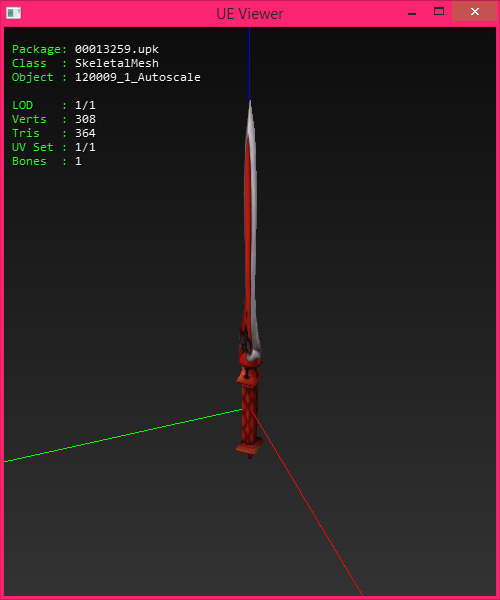 UE Viewer
Package: 00013259.upk
Class  : SkeletalMesh
Object : 120009_1_Autoscale
LOD    : 1/1
Verts  : 308
Tris   : 364
UV Set : 1/1
Bones  : 1